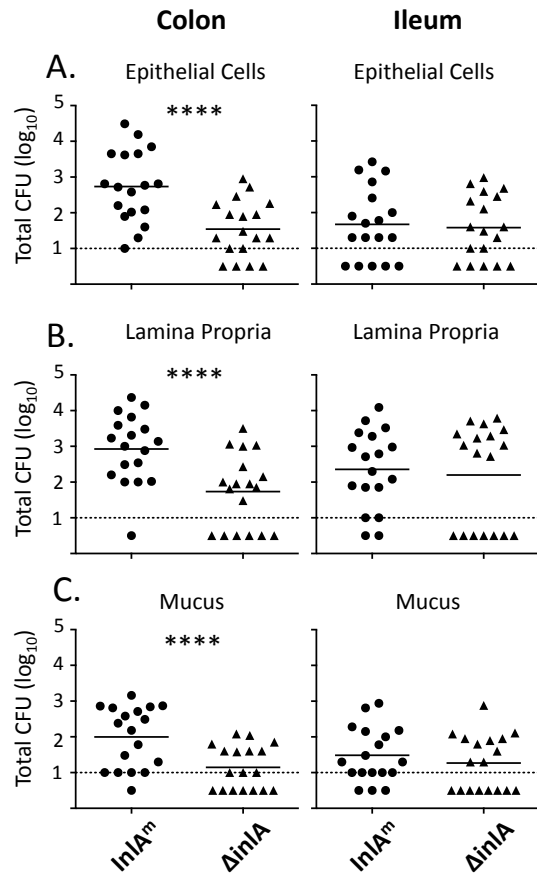 Colon Ileum
A.
Epithelial Cells Epithelial Cells
Total CFU (log10)
5
4
3
2
1
****
B.
Lamina Propria Lamina Propria
Total CFU (log10)
5
4
3
2
1
****
C.
Mucus Mucus
Total CFU (log10)
5
4
3
2
1
****
InlAᵐ ΔinlA InlAᵐ ΔinlA